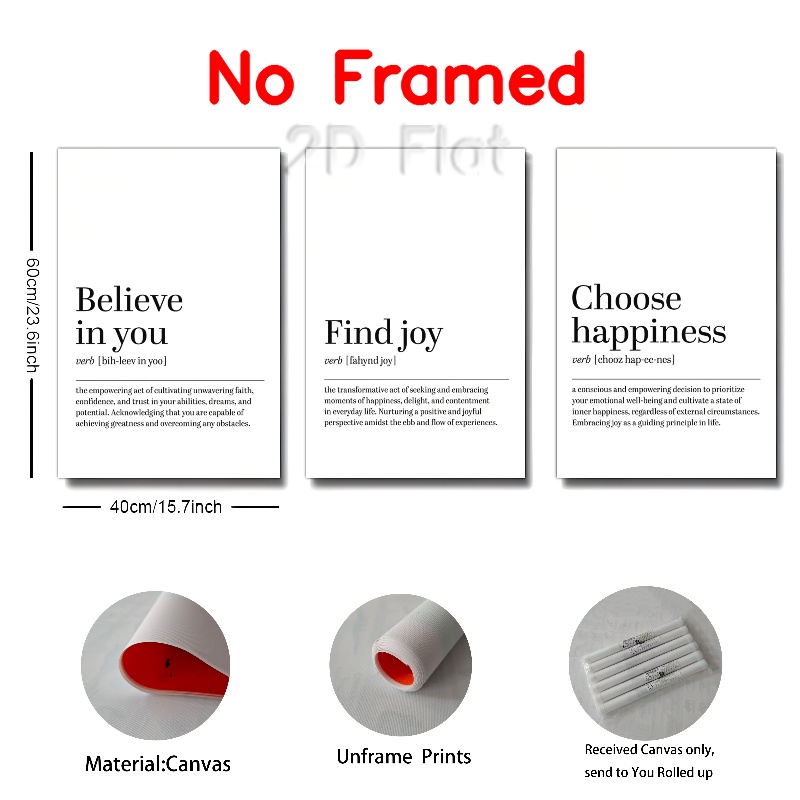 No Framed
2D Flat
60cm/23.6inch
Believe
in you
verb [bih-leev in yoo]
the empowering act of cultivating unwavering faith,
confidence, and trust in your abilities, dreams, and
potential. Acknowledging that you are capable of
achieving greatness and overcoming any obstacles.
Find joy
verb [fahynd joy]
the transformative act of seeking and embracing
moments of happiness, delight, and contentment
in everyday life. Nurturing a positive and joyful
perspective amidst the ebb and flow of experiences.
Choose
happiness
verb [chooz hap-ee-nes]
a conscious and empowering decision to prioritize
your emotional well-being and cultivate a state of
inner happiness, regardless of external circumstances.
Embracing joy as a guiding principle in life.
40cm/15.7inch
Material:Canvas
Unframe Prints
Received Canvas only,
send to You Rolled up